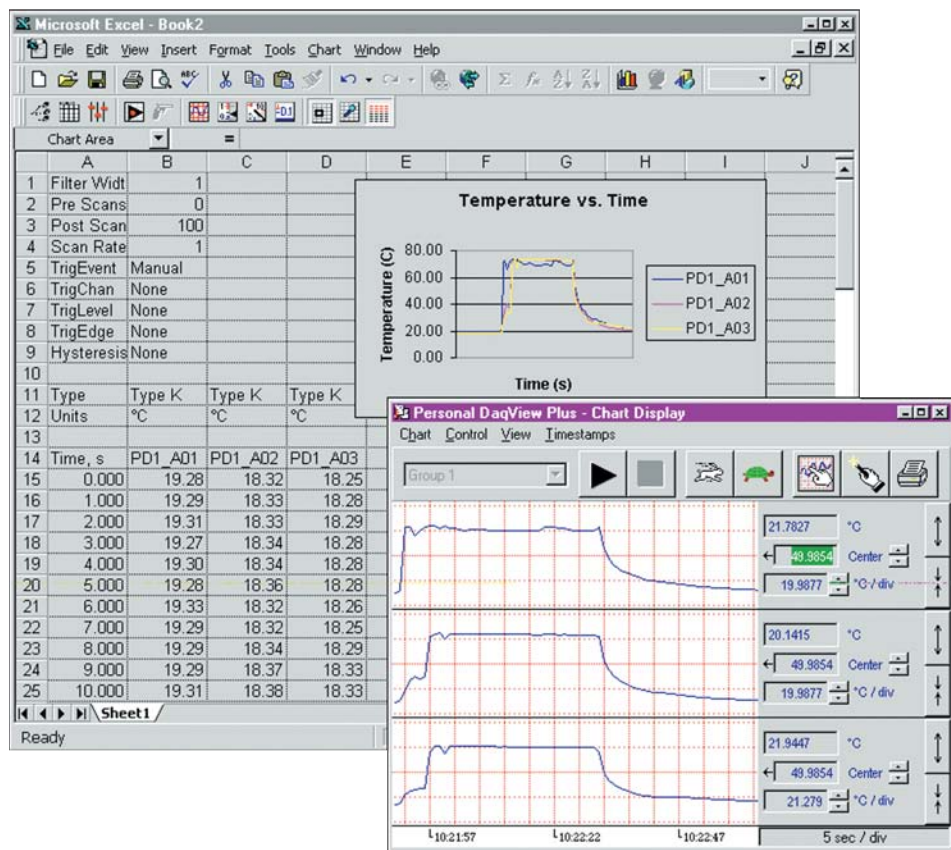 Microsoft Excel - Book2
File Edit View Insert Format Tools Chart Window Help
Chart Area =
A B C D E F G H I J
1 Filter Widt 1
2 Pre Scans 0
3 Post Scan 100
4 Scan Rate 1
5 TrigEvent Manual
6 TrigChan None
7 TrigLevel None
8 TrigEdge None
9 Hysteresis None
10
11 Type Type K Type K Type K
12 Units °C °C °C
13
14 Time, s PD1_A01 PD1_A02 PD1_A03
15 0.000 19.28 18.32 18.25
16 1.000 19.29 18.33 18.28
17 2.000 19.31 18.33 18.29
18 3.000 19.27 18.34 18.28
19 4.000 19.30 18.34 18.28
20 5.000 19.28 18.36 18.28
21 6.000 19.33 18.32 18.26
22 7.000 19.29 18.32 18.25
23 8.000 19.29 18.34 18.29
24 9.000 19.29 18.37 18.33
25 10.000 19.31 18.38 18.33
Sheet1
Ready
Temperature vs. Time
Temperature (C)
80.00
60.00
40.00
20.00
0.00
PD1_A01
PD1_A02
PD1_A03
Time (s)
Personal DaqView Plus - Chart Display
Chart Control View Timestamps
Group 1
21.7827 °C
49.9854 Center
19.9877 °C / div
20.1415 °C
49.9854 Center
19.9877 °C / div
21.9447 °C
49.9854 Center
21.279 °C / div
10:21:57 10:22:22 10:22:47 5 sec / div